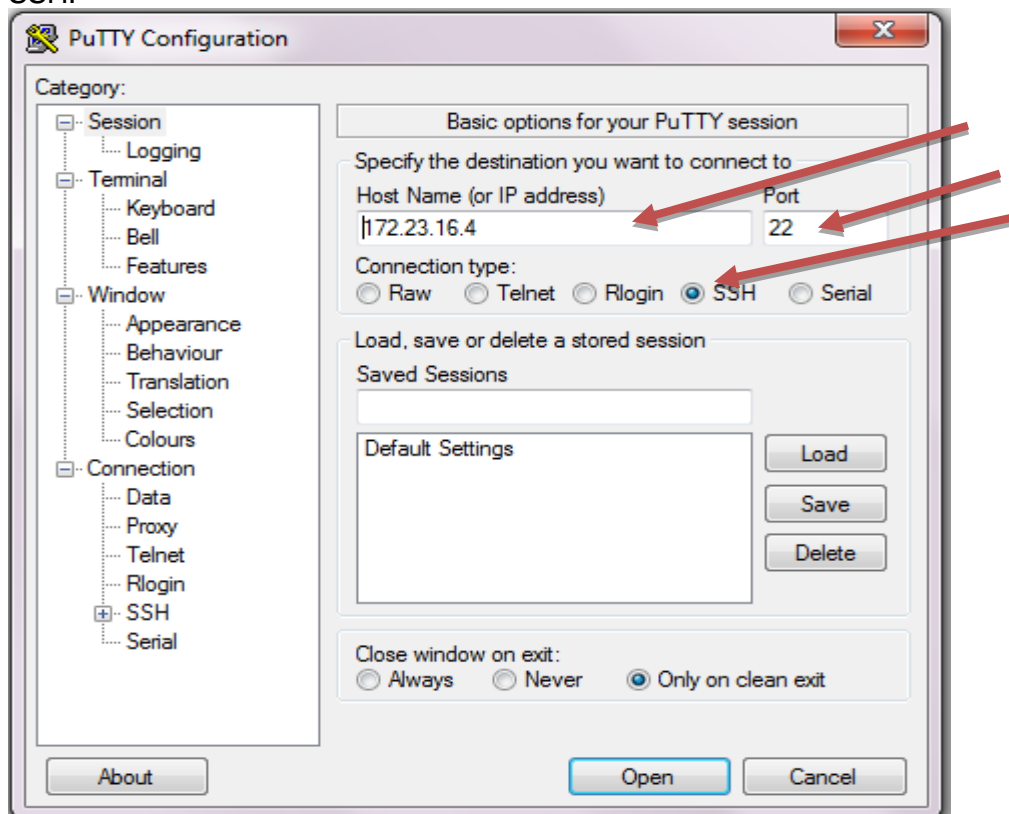 PuTTY Configuration
Category:
Session
Logging
Terminal
Keyboard
Bell
Features
Window
Appearance
Behaviour
Translation
Selection
Colours
Connection
Data
Proxy
Telnet
Rlogin
SSH
Serial
Basic options for your PuTTY session
Specify the destination you want to connect to
Host Name (or IP address) Port
172.23.16.4 22
Connection type:
Raw Telnet Rlogin SSH Serial
Load, save or delete a stored session
Saved Sessions
Default Settings
Load
Save
Delete
Close window on exit:
Always Never Only on clean exit
About Open Cancel